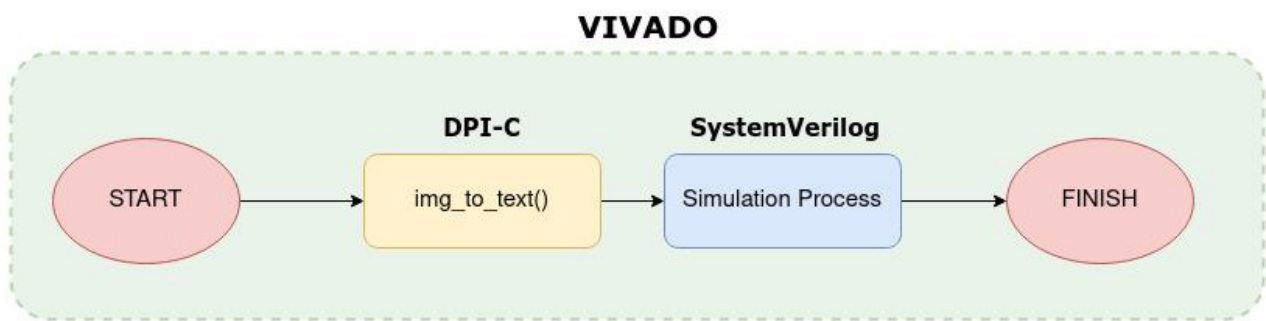 VIVADO
DPI-C
SystemVerilog
START
img_to_text()
Simulation Process
FINISH